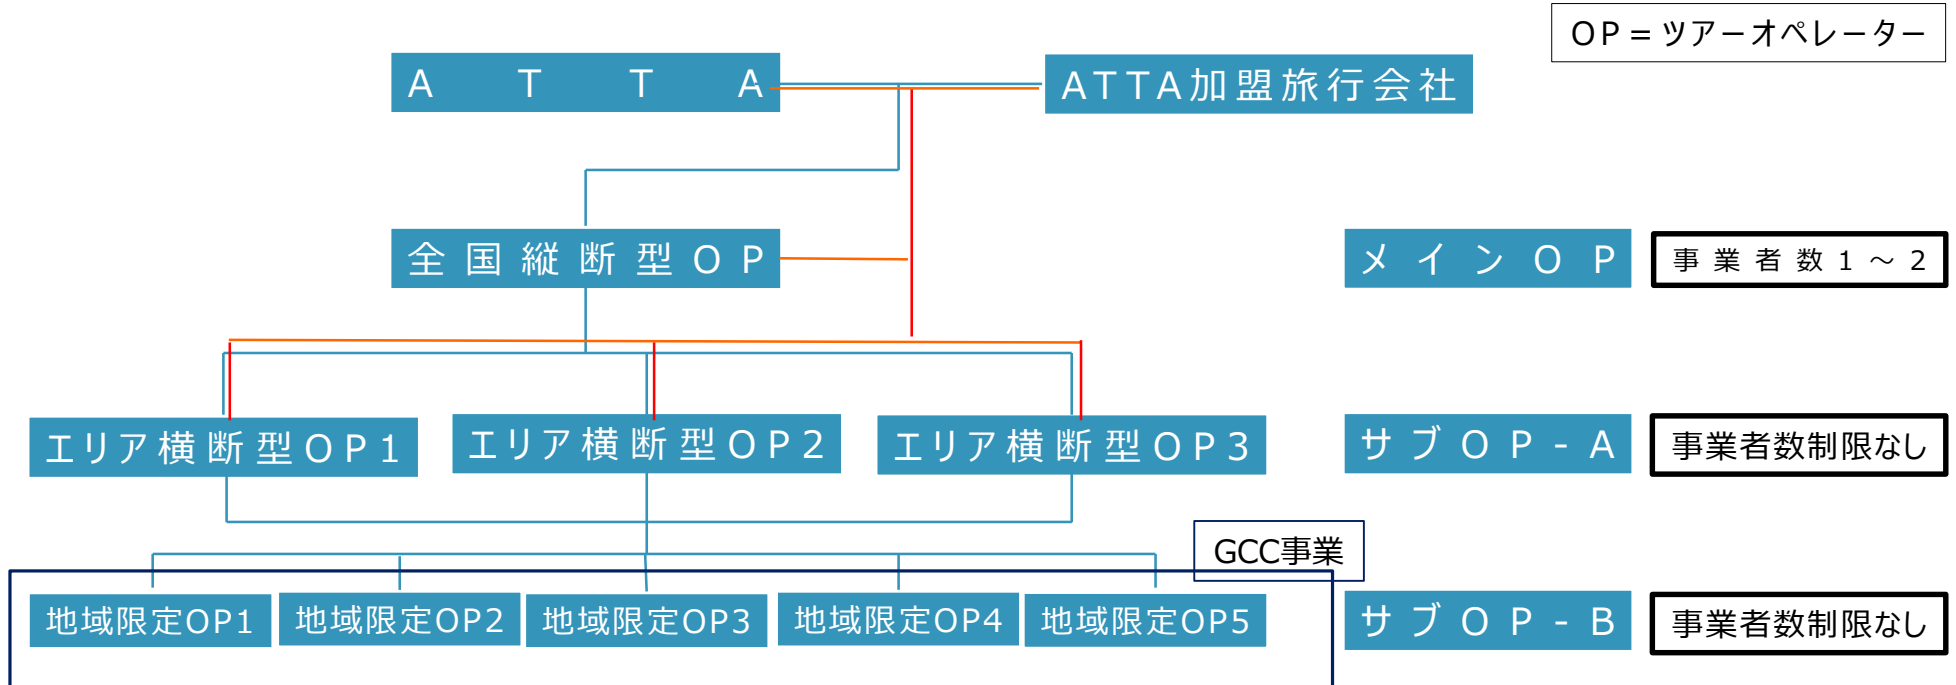 OP=ツアーオペレーター
ATTA
ATTA加盟旅行会社
全国縦断型OP
メインOP
事業者数1～2
エリア横断型OP1
エリア横断型OP2
エリア横断型OP3
サブOP-A
事業者数制限なし
GCC事業
地域限定OP1
地域限定OP2
地域限定OP3
地域限定OP4
地域限定OP5
サブOP-B
事業者数制限なし